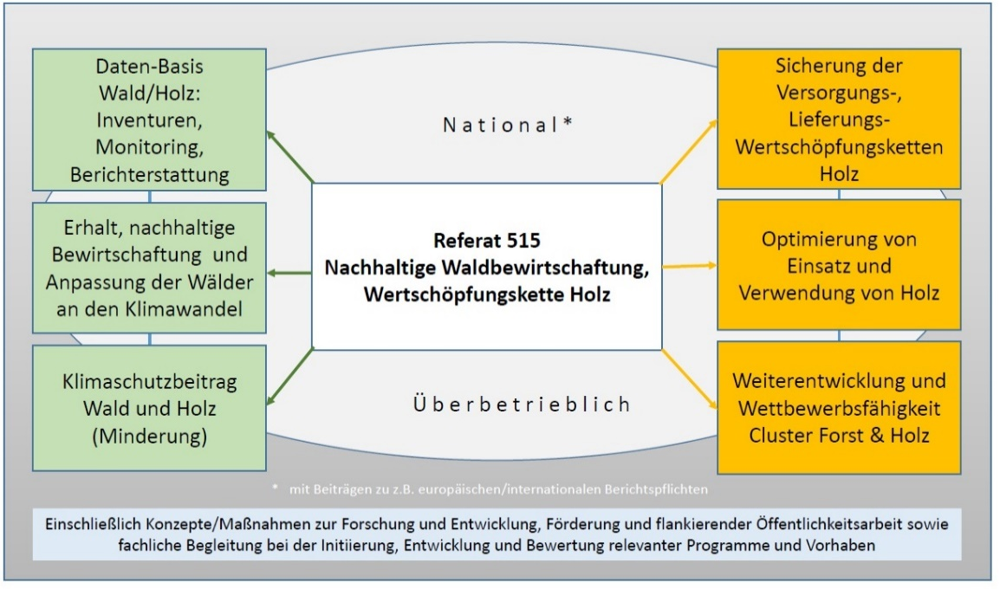 Daten-Basis
Wald/Holz:
Inventuren,
Monitoring,
Berichterstattung
Erhalt, nachhaltige
Bewirtschaftung und
Anpassung der Wälder
an den Klimawandel
Klimaschutzbeitrag
Wald und Holz
(Minderung)
National*
Referat 515
Nachhaltige Waldbewirtschaftung,
Wertschöpfungskette Holz
Überbetrieblich
Sicherung der
Versorgungs-,
Lieferungs-
Wertschöpfungsketten
Holz
Optimierung von
Einsatz und
Verwendung von Holz
Weiterentwicklung und
Wettbewerbsfähigkeit
Cluster Forst & Holz
* mit Beiträgen zu z.B. europäischen/internationalen Berichtspflichten
Einschließlich Konzepte/Maßnahmen zur Forschung und Entwicklung, Förderung und flankierender Öffentlichkeitsarbeit sowie
fachliche Begleitung bei der Initiierung, Entwicklung und Bewertung relevanter Programme und Vorhaben